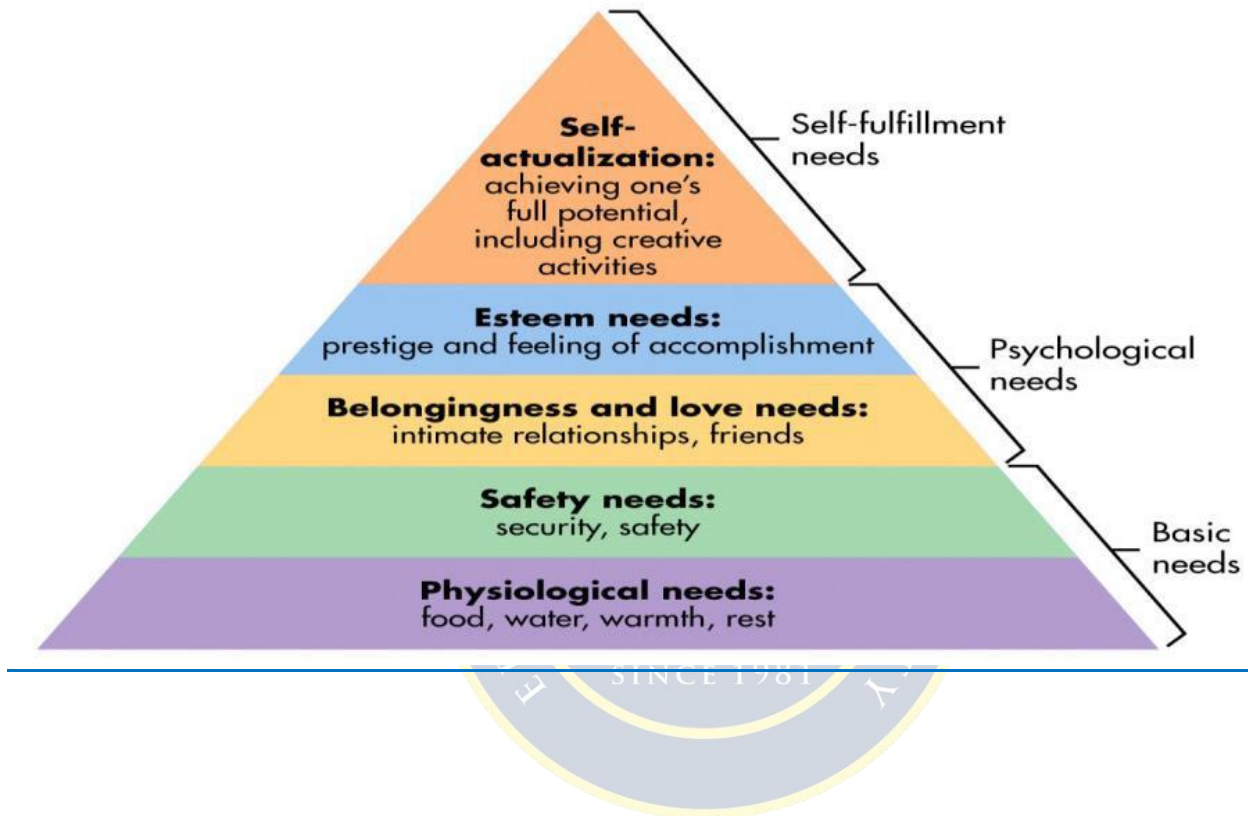 Self-
actualization:
achieving one's
full potential,
including creative
activities
Self-fulfillment
needs
Esteem needs:
prestige and feeling of accomplishment
Psychological
needs
Belongingness and love needs:
intimate relationships, friends
Safety needs:
security, safety
Basic
needs
Physiological needs:
food, water, warmth, rest
SINCE 1981